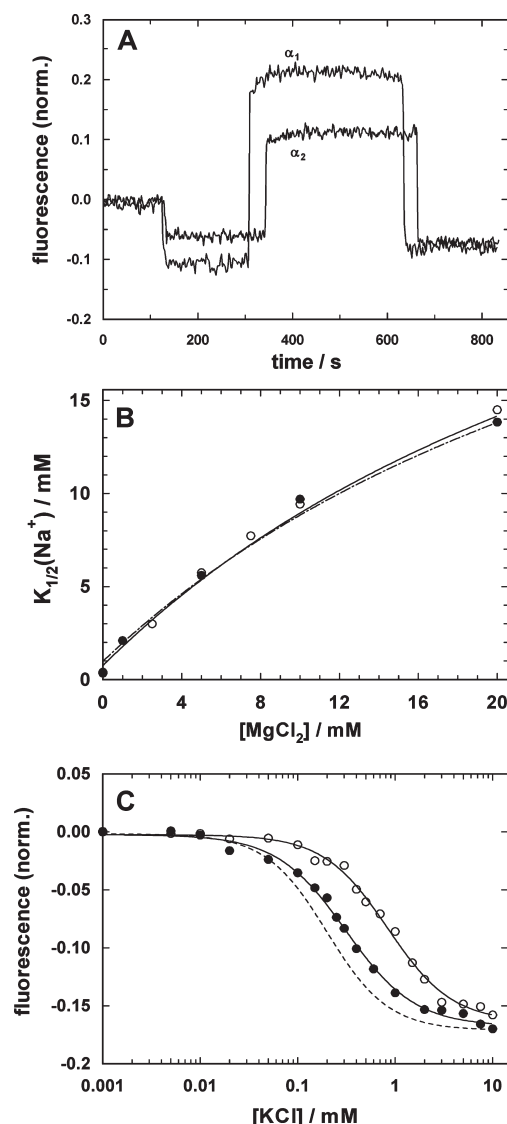 A
0.3
0.2
0.1
0.0
-0.1
-0.2
fluorescence (norm.)
α1
α2
0 200 400 600 800
time / s
B
15
10
5
0
K1/2(Na+) / mM
0 4 8 12 16 20
[MgCl2] / mM
C
0.05
0.00
-0.05
-0.10
-0.15
-0.2
fluorescence (norm.)
0.001 0.01 0.1 1 10
[KCl] / mM